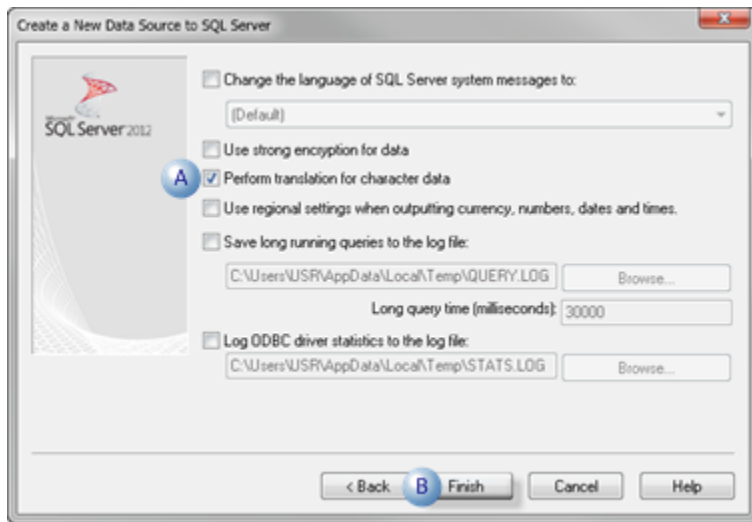 Create a New Data Source to SQL Server
Microsoft
SQL Server 2012
Change the language of SQL Server system messages to:
(Default)
Use strong encryption for data
A
Perform translation for character data
Use regional settings when outputting currency, numbers, dates and times.
Save long running queries to the log file:
C:\Users\USR\AppData\Local\Temp\QUERY.LOG Browse...
Long query time (milliseconds): 30000
Log ODBC driver statistics to the log file:
C:\Users\USR\AppData\Local\Temp\STATS.LOG Browse...
< Back B Finish Cancel Help